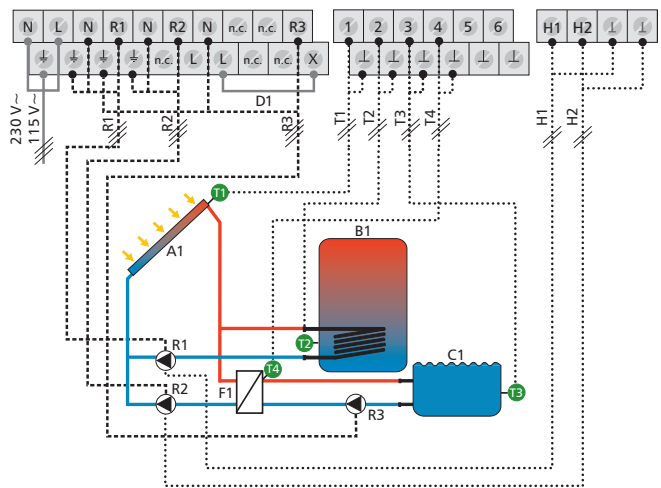 N L N R1 N R2 N n.c. n.c. R3
1 2 3 4 5 6
H1 H2
n.c. L L n.c. n.c. X
D1
230 V~
115 V~
R1
R2
R3
T1
T2
T3
T4
H1
H2
T1
A1
B1
T2
R1
T4
C1
R2
F1
R3
T3